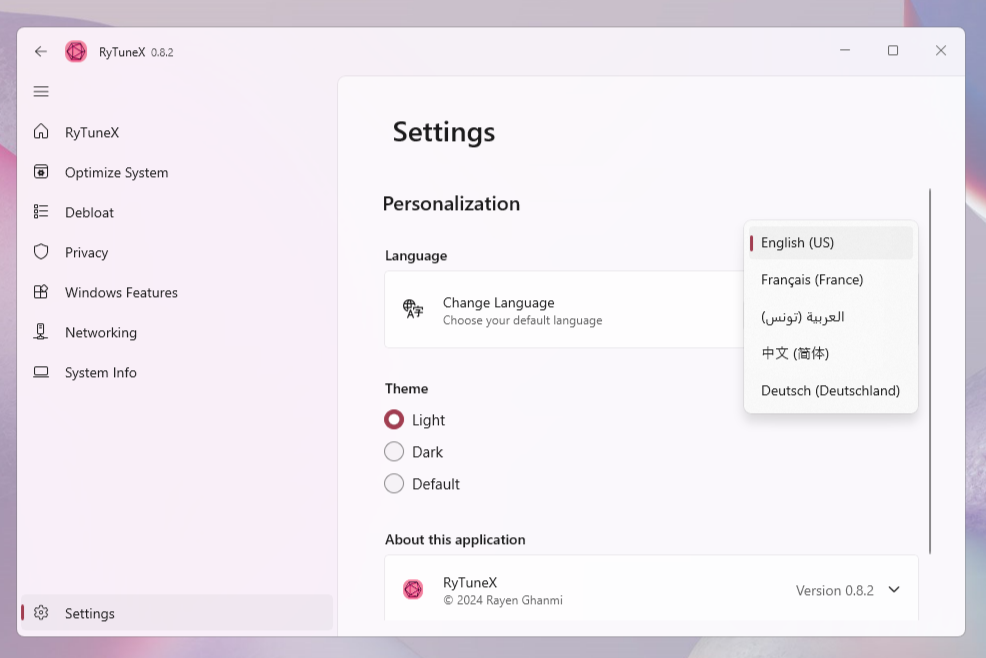 RyTuneX 0.8.2
RyTuneX
Optimize System
Debloat
Privacy
Windows Features
Networking
System Info
Settings
Settings
Personalization
Language
Change Language
Choose your default language
English (US)
Français (France)
العربية (تونس)
中文 (简体)
Deutsch (Deutschland)
Theme
Light
Dark
Default
About this application
RyTuneX
© 2024 Rayen Ghanmi
Version 0.8.2